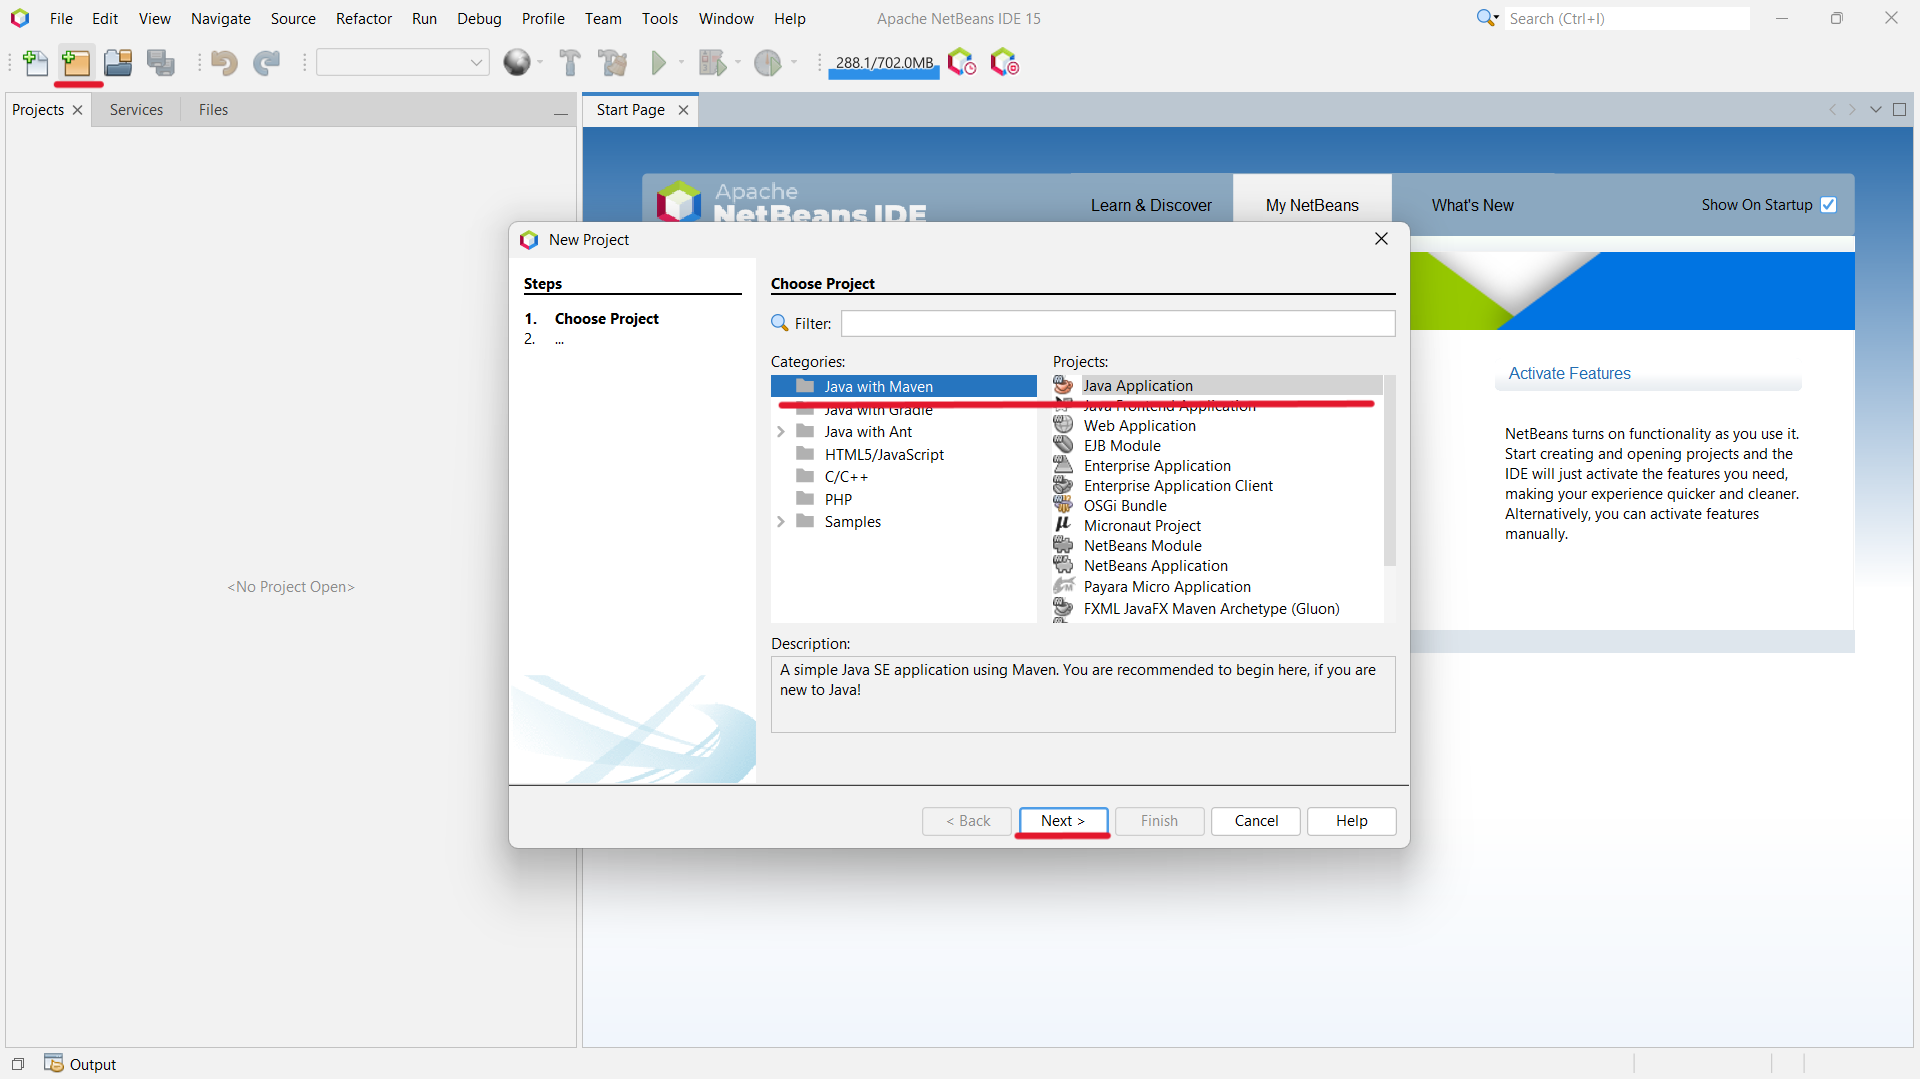 File Edit View Navigate Source Refactor Run Debug Profile Team Tools Window Help Apache NetBeans IDE 15 Search (Ctrl+I)
288.1/702.0MB
Projects Services Files Start Page
Apache
NetBeans IDE
Learn & Discover My NetBeans What's New Show On Startup
New Project
Steps
1. Choose Project
2. ...
Choose Project
Filter:
Categories:
Java with Maven
Java with Gradle
Java with Ant
HTML5/JavaScript
C/C++
PHP
Samples
Projects:
Java Application
Java Frontend Application
Web Application
EJB Module
Enterprise Application
Enterprise Application Client
OSGi Bundle
Micronaut Project
NetBeans Module
NetBeans Application
Payara Micro Application
FXML JavaFX Maven Archetype (Gluon)
Description:
A simple Java SE application using Maven. You are recommended to begin here, if you are
new to Java!
< Back Next > Finish Cancel Help
Activate Features
NetBeans turns on functionality as you use it.
Start creating and opening projects and the
IDE will just activate the features you need,
making your experience quicker and cleaner.
Alternatively, you can activate features
manually.
<No Project Open>
Output